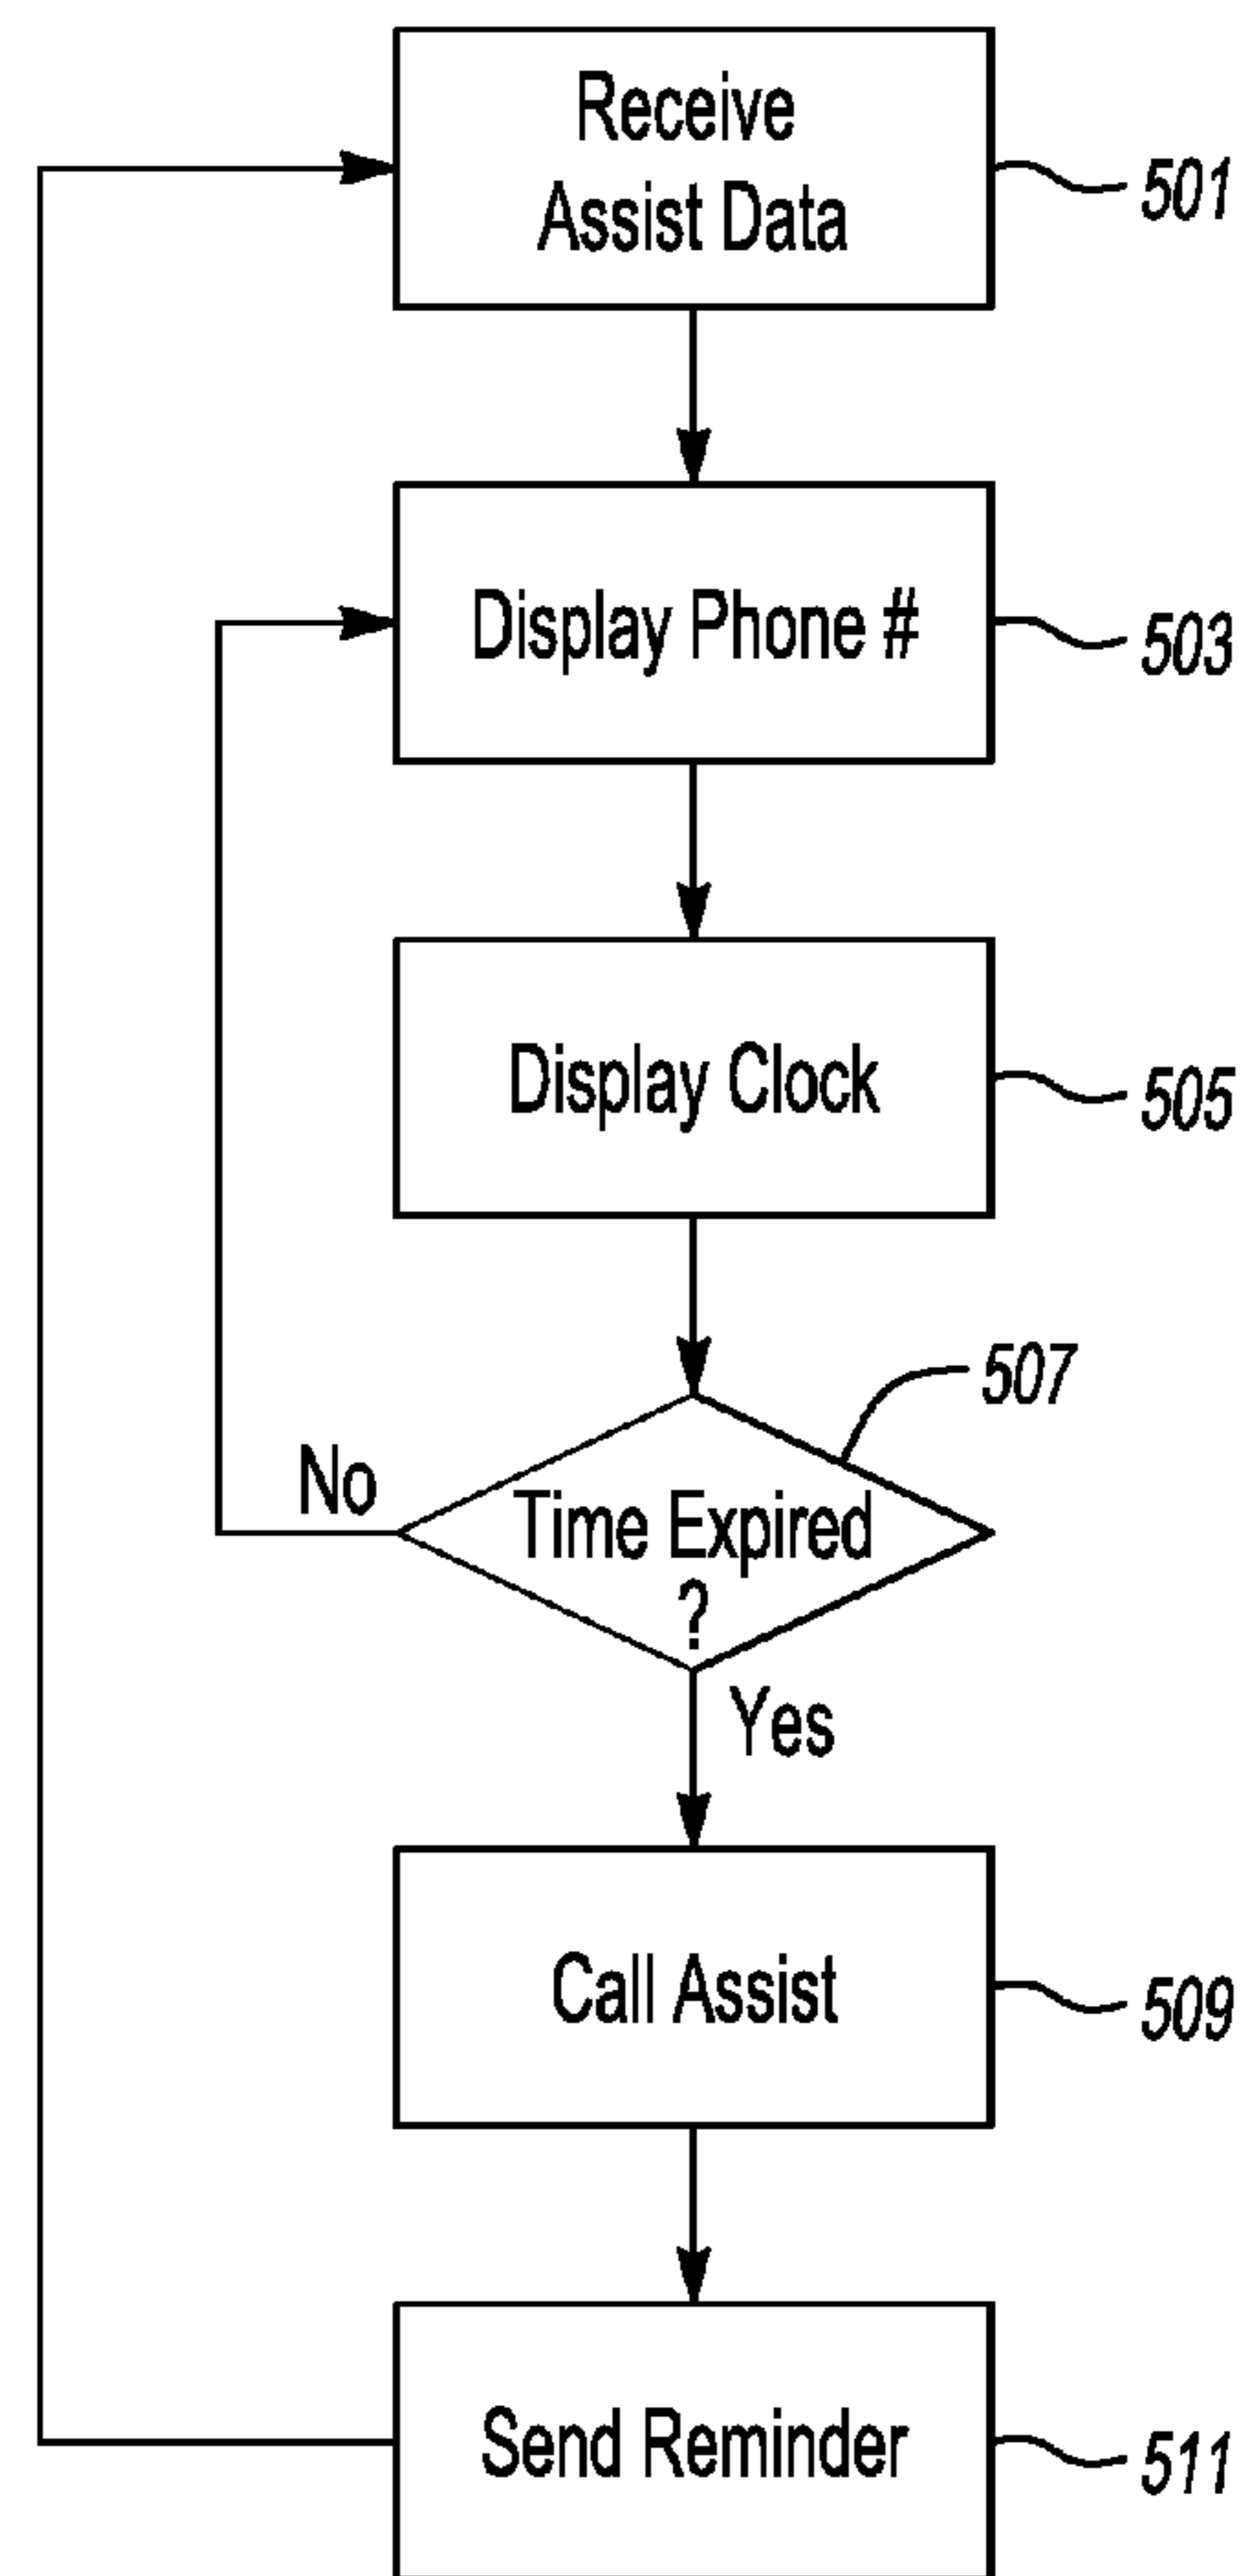 Receive
Assist Data
501
Display Phone #
503
Display Clock
505
507
No
Time Expired
?
Yes
Call Assist
509
Send Reminder
511